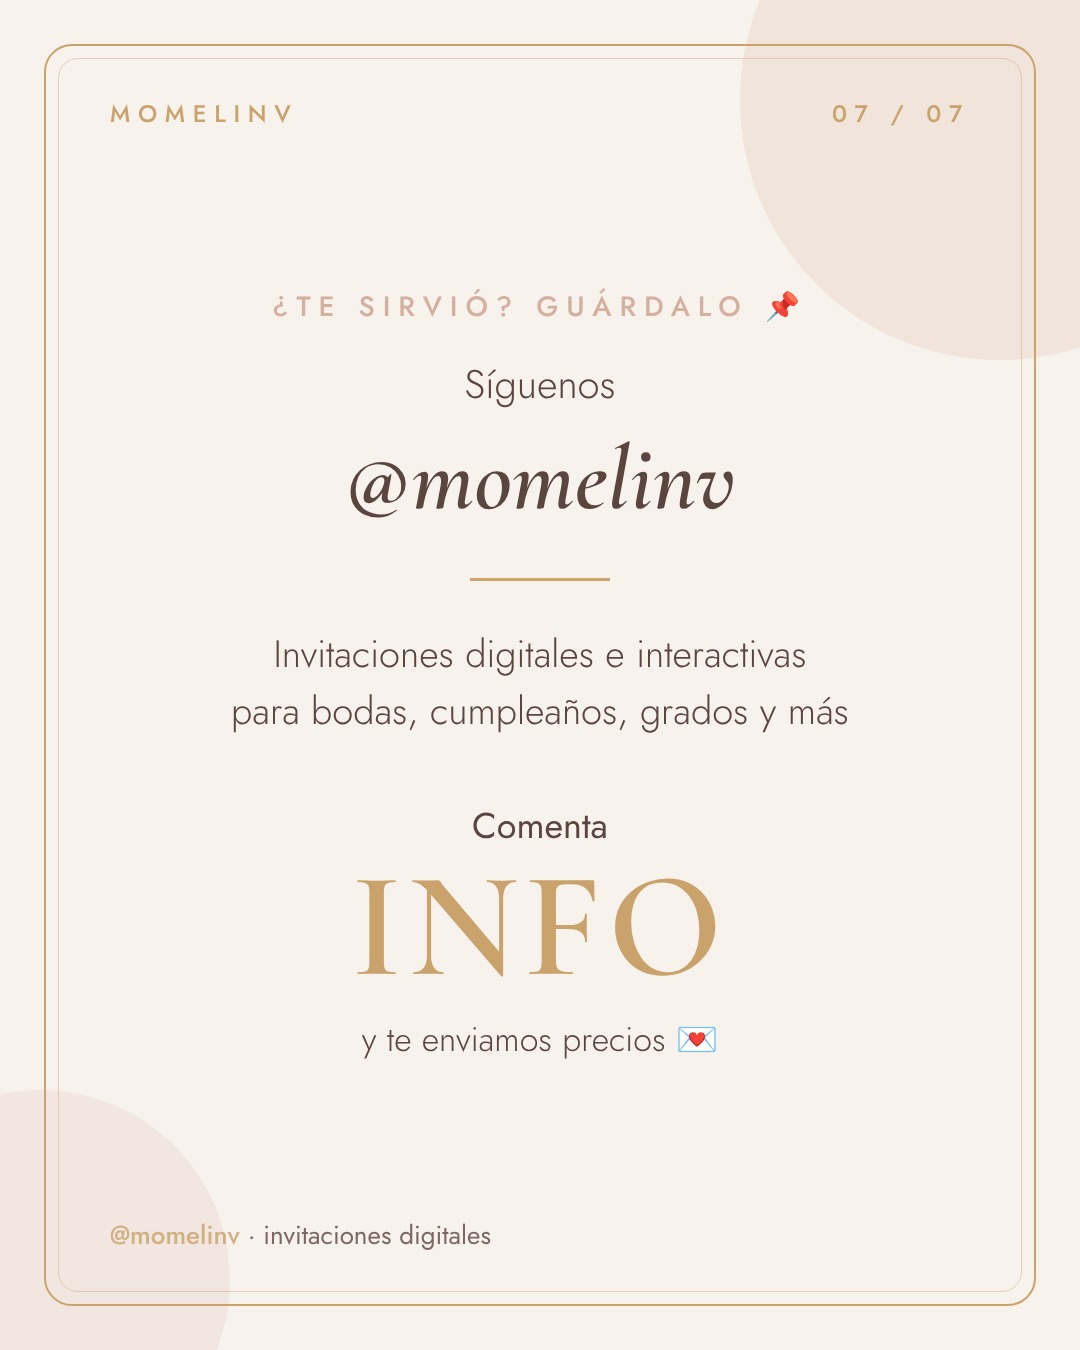 MOMELINV
07 / 07
¿TE SIRVIÓ? GUÁRDALO 📌
Síguenos
@momelinv
Invitaciones digitales e interactivas
para bodas, cumpleaños, grados y más
Comenta
INFO
y te enviamos precios 💌
@momelinv · invitaciones digitales